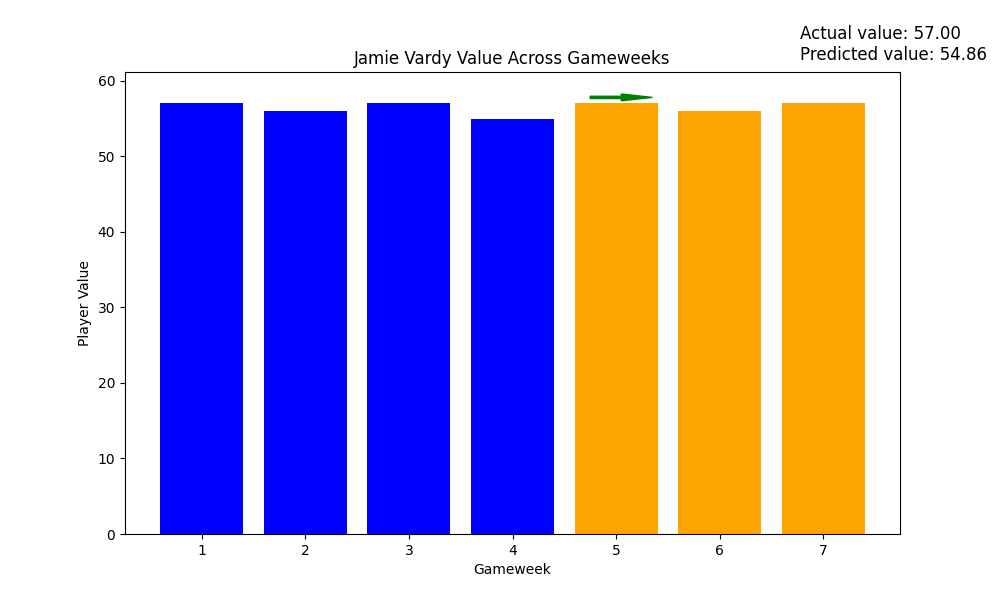 Actual value: 57.00
Predicted value: 54.86
Jamie Vardy Value Across Gameweeks
Player Value
60
50
40
30
20
10
0
1 2 3 4 5 6 7
Gameweek